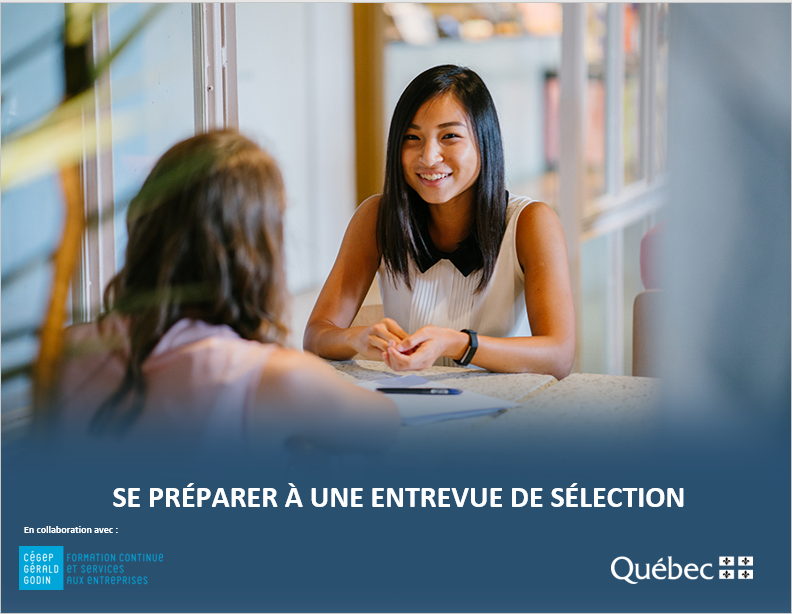 SE PRÉPARER À UNE ENTREVUE DE SÉLECTION
En collaboration avec :
CÉGEP
GÉRALD
GODIN
FORMATION CONTINUE
ET SERVICES
AUX ENTREPRISES
Québec